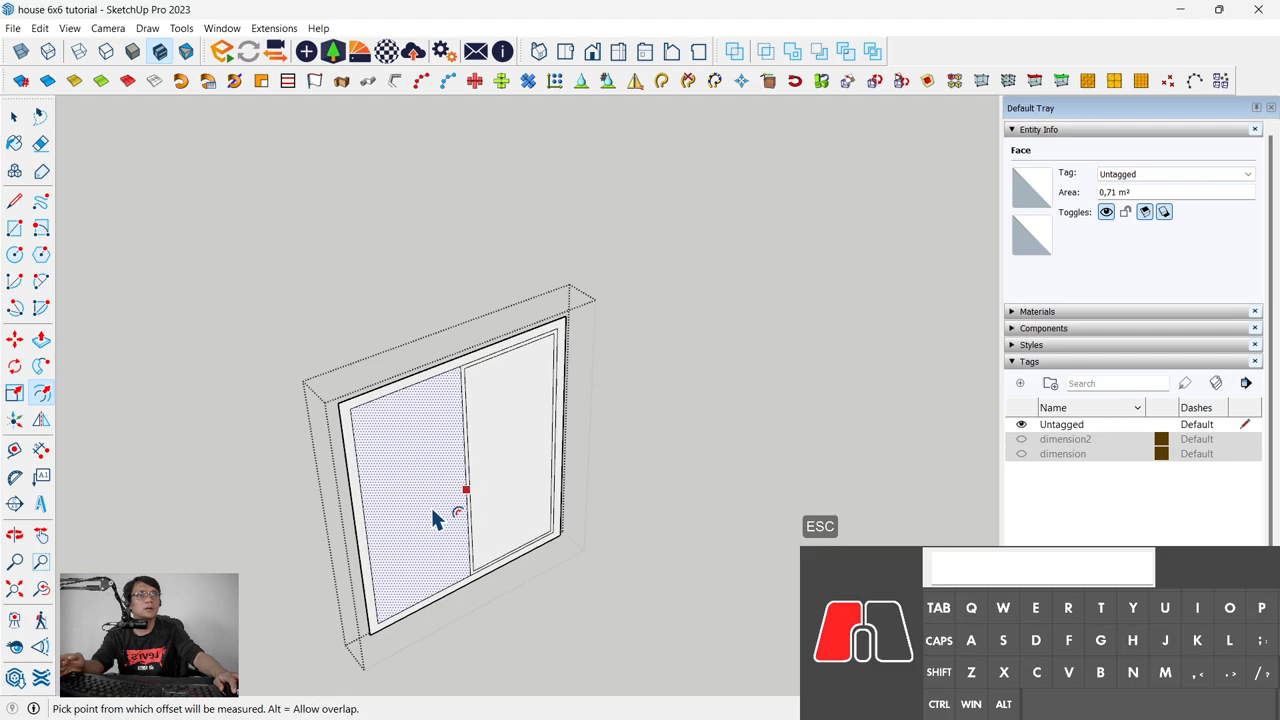 house 6x6 tutorial - SketchUp Pro 2023
File Edit View Camera Draw Tools Window Extensions Help
Default Tray
Entity Info
Face
Tag: Untagged
Area: 0,71 m²
Toggles:
Materials
Components
Styles
Tags
Search
Name Dashes
Untagged Default
dimension2 Default
dimension Default
ESC
TAB Q W E R T Y U I O P
CAPS A S D F G H J K L ; :
SHIFT Z X C V B N M , < . > / ?
CTRL WIN ALT
LEVI'S
Pick point from which offset will be measured. Alt = Allow overlap.